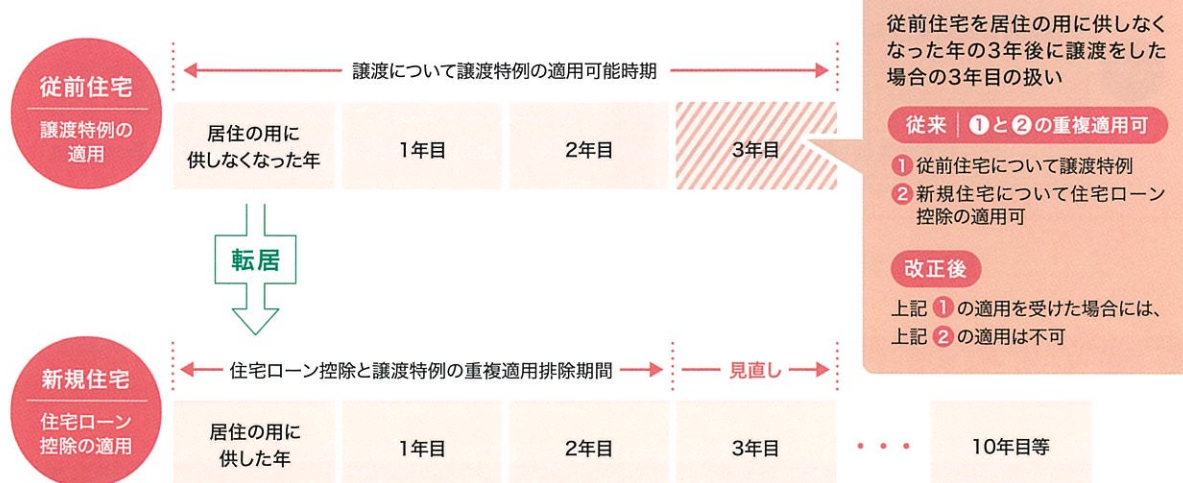 従前住宅
譲渡特例の
適用
譲渡について譲渡特例の適用可能時期
居住の用に
供しなくなった年
1年目
2年目
3年目
従前住宅を居住の用に供しなく
なった年の3年後に譲渡をした
場合の3年目の扱い
従来 | ❶と❷の重複適用可
❶従前住宅について譲渡特例
❷新規住宅について住宅ローン
控除の適用可
改正後
上記❶の適用を受けた場合には、
上記❷の適用は不可
転居
新規住宅
住宅ローン
控除の適用
住宅ローン控除と譲渡特例の重複適用排除期間
見直し
居住の用に
供した年
1年目
2年目
3年目
・・・
10年目等